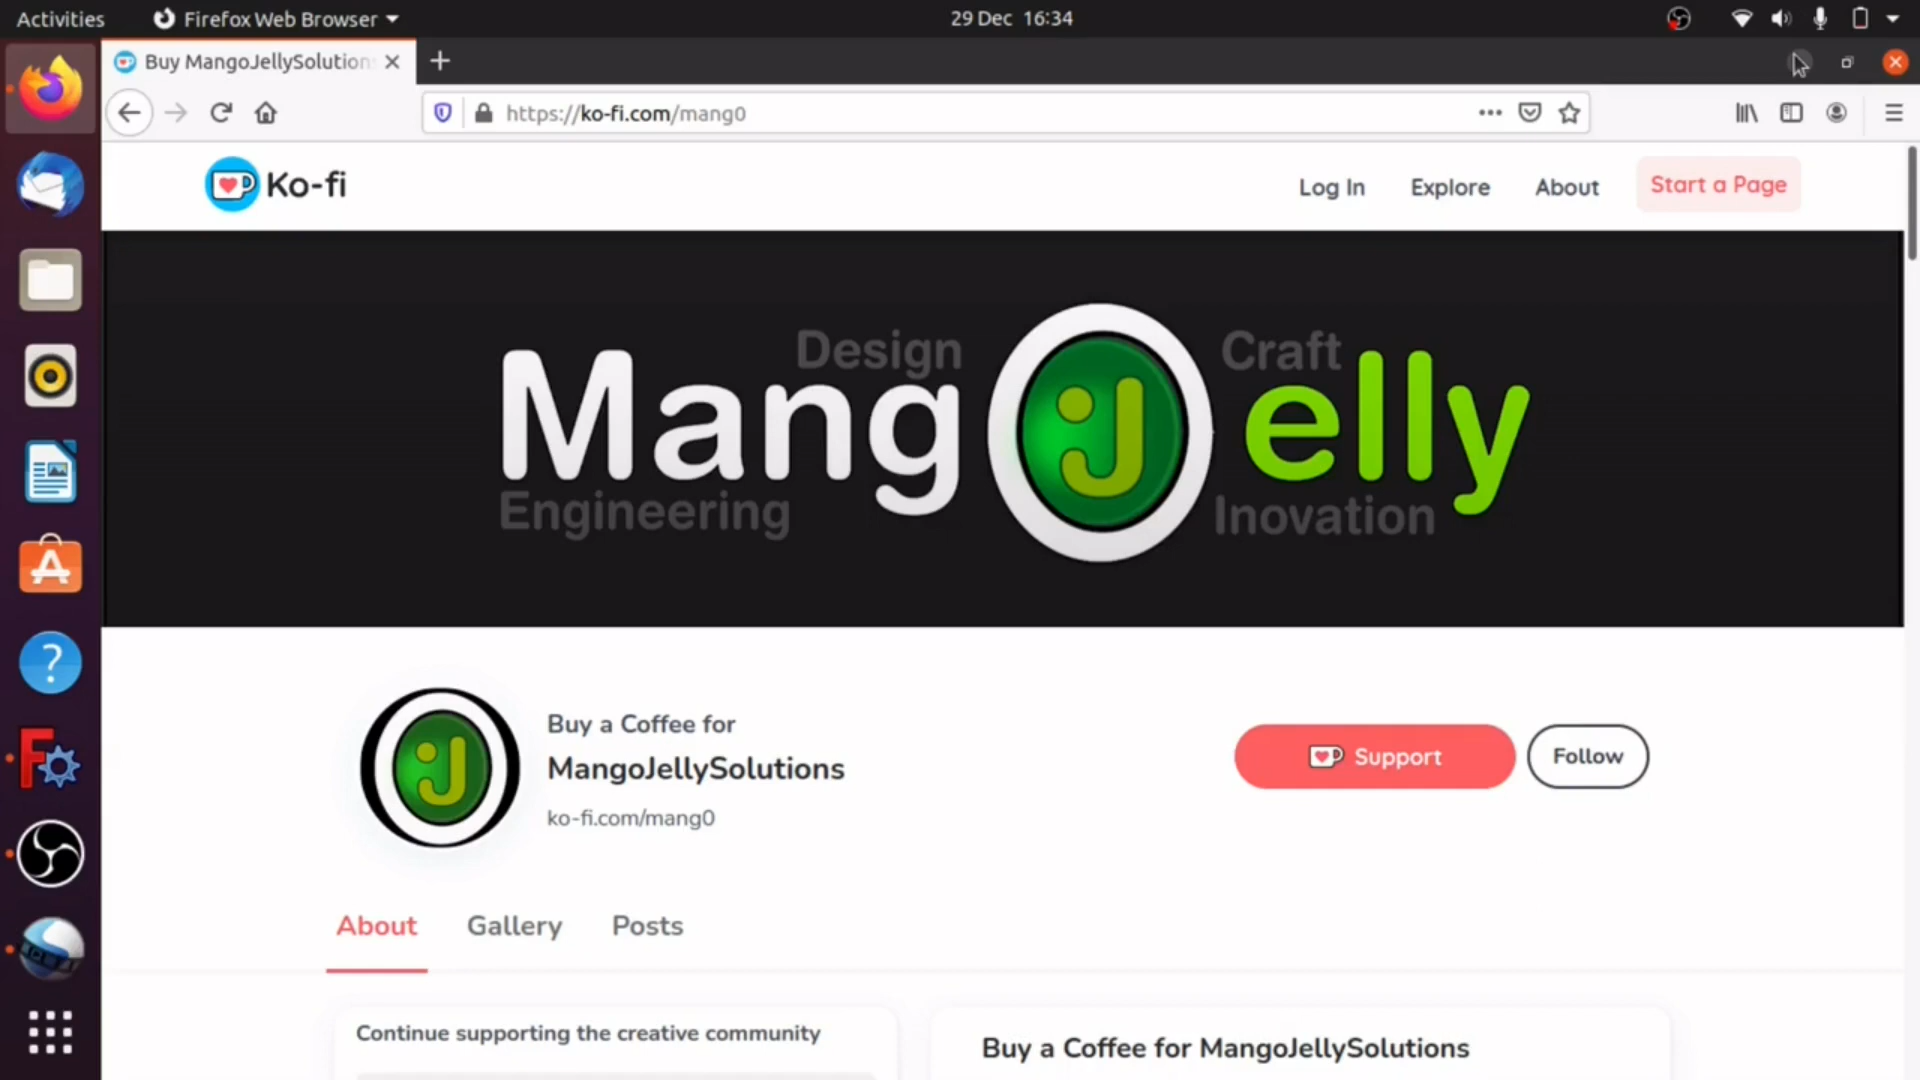 Activities Firefox Web Browser 29 Dec 16:34
Buy MangoJellySolution
https://ko-fi.com/mang0
Ko-fi Log In Explore About Start a Page
Design Craft
Mang J elly
Engineering Inovation
Buy a Coffee for
MangoJellySolutions
ko-fi.com/mang0
Support Follow
About Gallery Posts
Continue supporting the creative community
Buy a Coffee for MangoJellySolutions